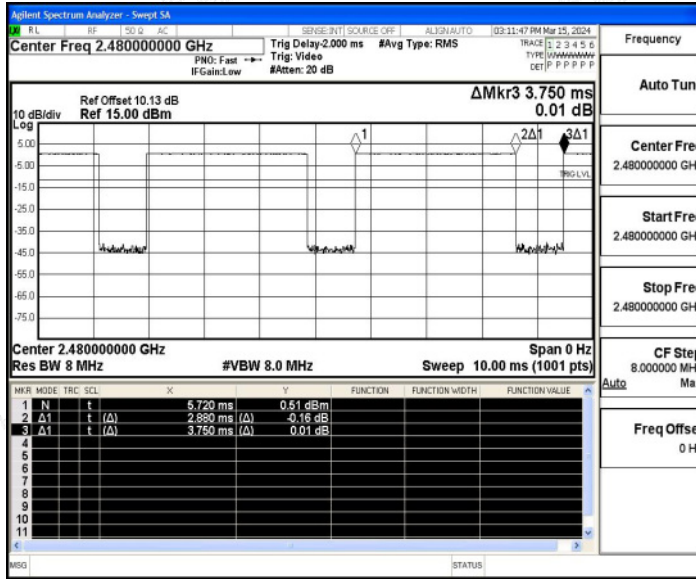 Agilent Spectrum Analyzer - Swept SA
RL RF 50 Ω AC SENSE:INT SOURCE OFF ALIGNAUTO 03:11:47 PM Mar 15, 2024
Center Freq 2.480000000 GHz
PNO: Fast
IFGain:Low
Trig Delay-2.000 ms
Trig: Video
#Atten: 20 dB
#Avg Type: RMS
TRACE 1 2 3 4 5 6
TYPE WWWWWW
DET P P P P P P
Ref Offset 10.13 dB
10 dB/div Ref 15.00 dBm
Log
ΔMkr3 3.750 ms
0.01 dB
5.00
-5.00
-15.0
-25.0
-35.0
-45.0
-55.0
-65.0
-75.0
1
2Δ1
3Δ1
TRIG LVL
Center 2.480000000 GHz Span 0 Hz
Res BW 8 MHz #VBW 8.0 MHz Sweep 10.00 ms (1001 pts)
MKR MODE TRC SCL X Y FUNCTION FUNCTION WIDTH FUNCTION VALUE
1 N t 5.720 ms 0.51 dBm
2 Δ1 t (Δ) 2.880 ms (Δ) -0.16 dB
3 Δ1 t (Δ) 3.750 ms (Δ) 0.01 dB
4
5
6
7
8
9
10
11
MSG STATUS
Frequency
Auto Tun
Center Fre
2.480000000 GH
Start Fre
2.480000000 GH
Stop Fre
2.480000000 GH
CF Step
8.000000 MH
Auto Ma
Freq Offse
0 H